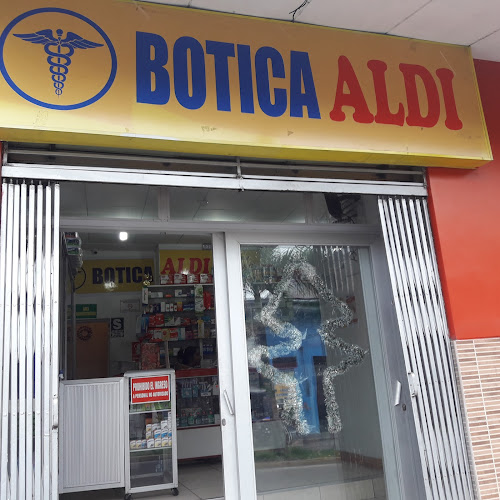 BOTICA ALDI
BOTICA ALDI
S
PROHIBIDO EL INGRESO
A PERSONAL NO AUTORIZADO